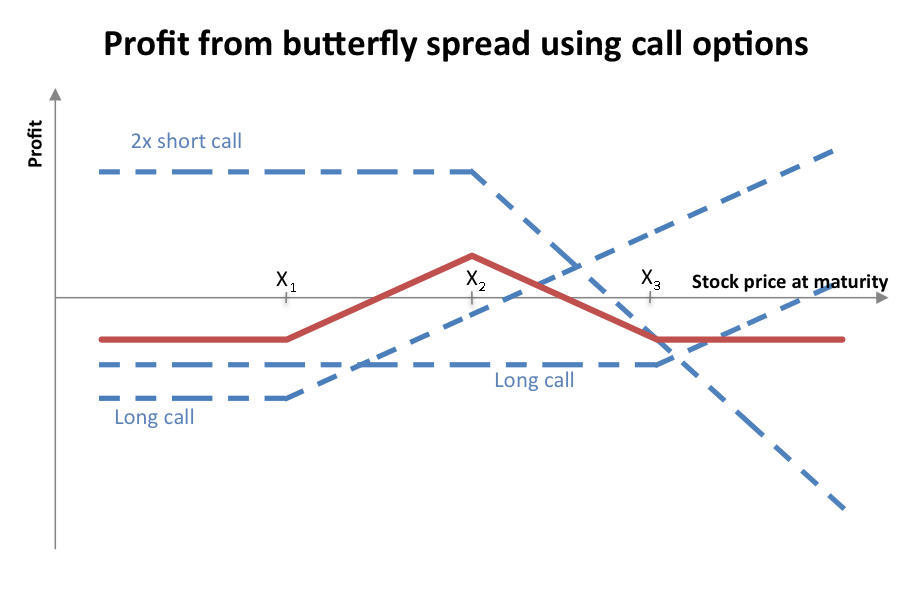 Profit from butterfly spread using call options
Profit
2x short call
X1
X2
X3
Stock price at maturity
Long call
Long call